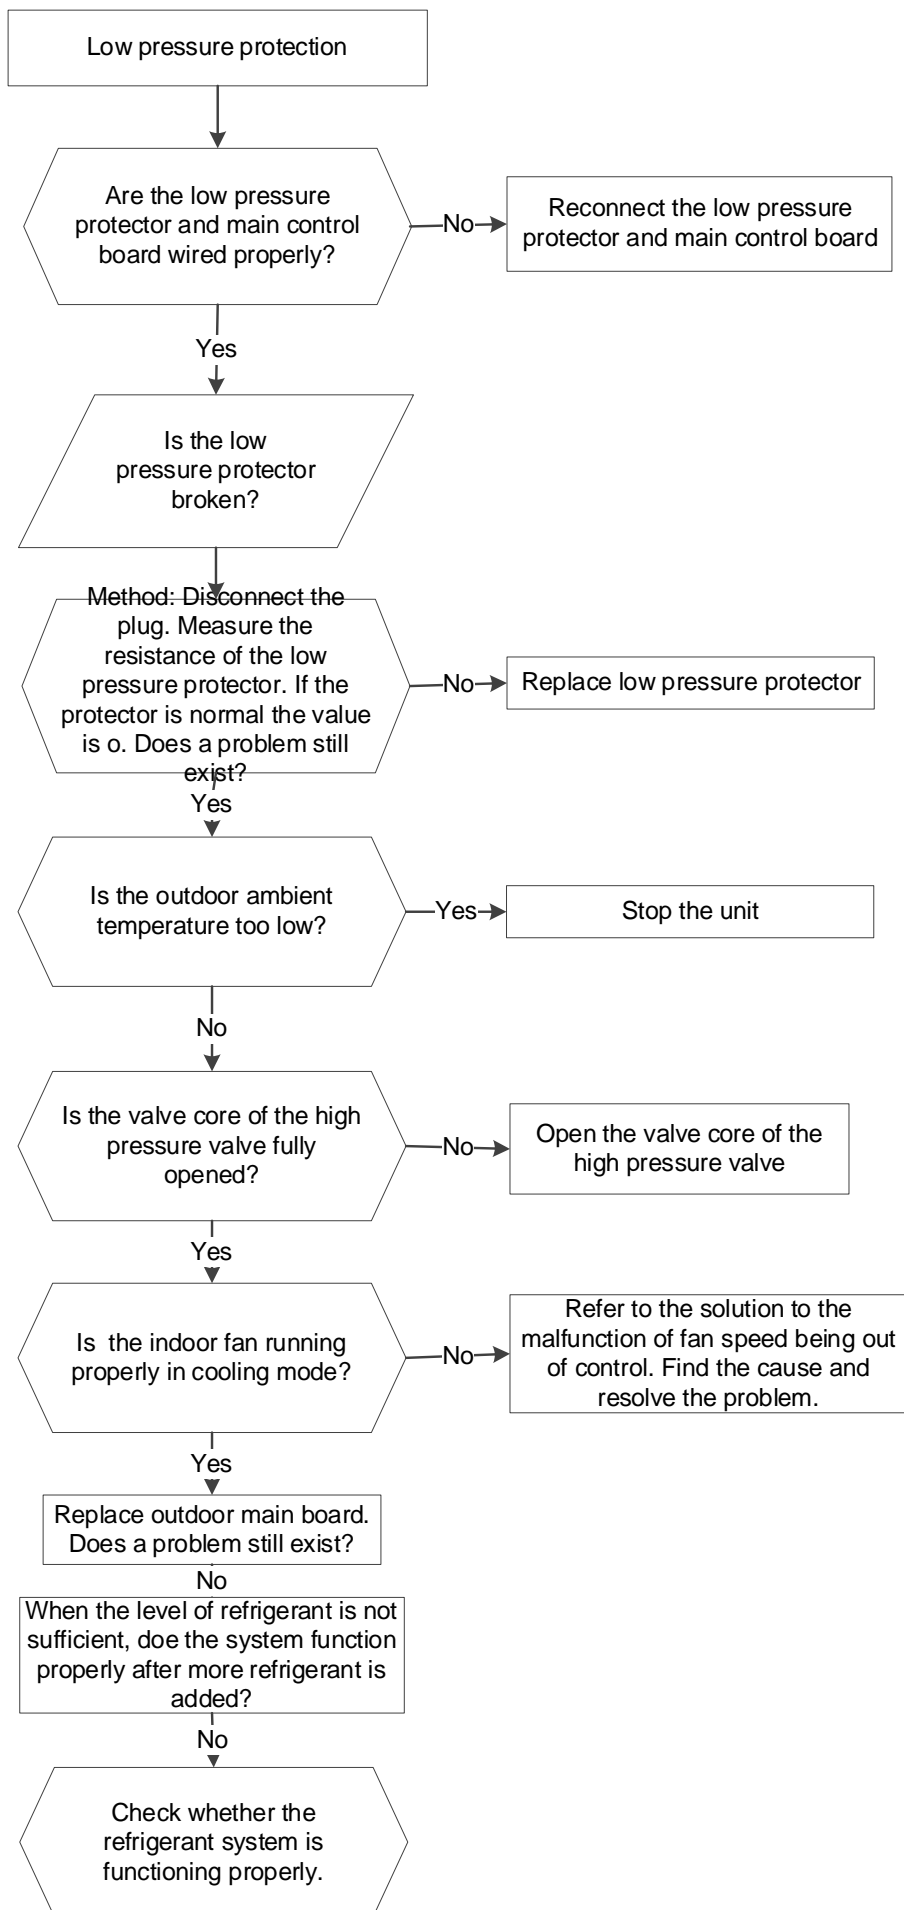 Low pressure protection
Are the low pressure
protector and main control
board wired properly?
No
Reconnect the low pressure
protector and main control board
Yes
Is the low
pressure protector
broken?
Method: Disconnect the
plug. Measure the
resistance of the low
pressure protector. If the
protector is normal the value
is o. Does a problem still
exist?
No
Replace low pressure protector
Yes
Is the outdoor ambient
temperature too low?
Yes
Stop the unit
No
Is the valve core of the high
pressure valve fully
opened?
No
Open the valve core of the
high pressure valve
Yes
Is the indoor fan running
properly in cooling mode?
No
Refer to the solution to the
malfunction of fan speed being out
of control. Find the cause and
resolve the problem.
Yes
Replace outdoor main board.
Does a problem still exist?
No
When the level of refrigerant is not
sufficient, doe the system function
properly after more refrigerant is
added?
No
Check whether the
refrigerant system is
functioning properly.